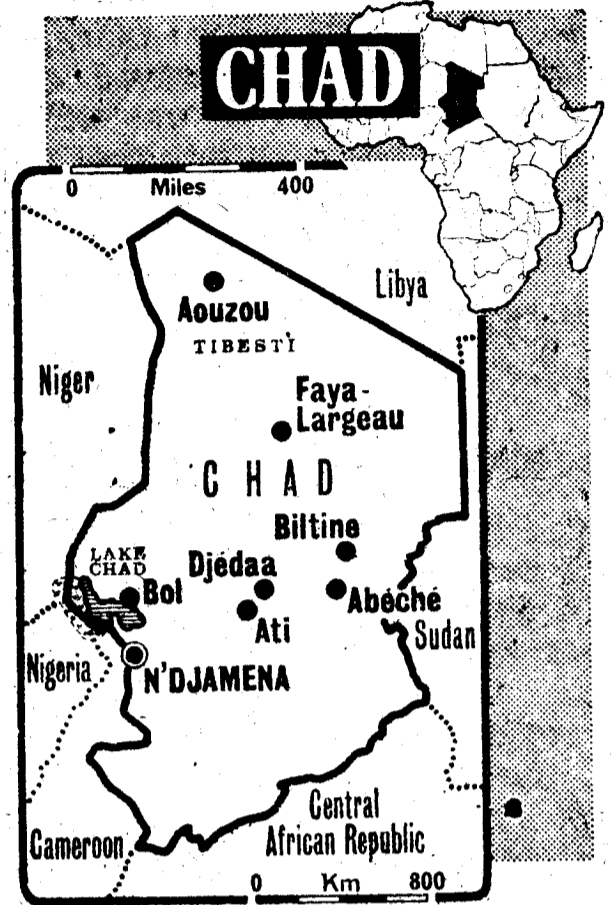 CHAD
0 Miles 400
Libya
Aouzou
TIBESTI
Niger
Faya-
Largeau
CHAD
Biltine
LAKE
CHAD
Djédaa
Bol
Abéché
Ati
Sudan
Nigeria
N'DJAMENA
Central
African Republic
Cameroon
0 Km 800